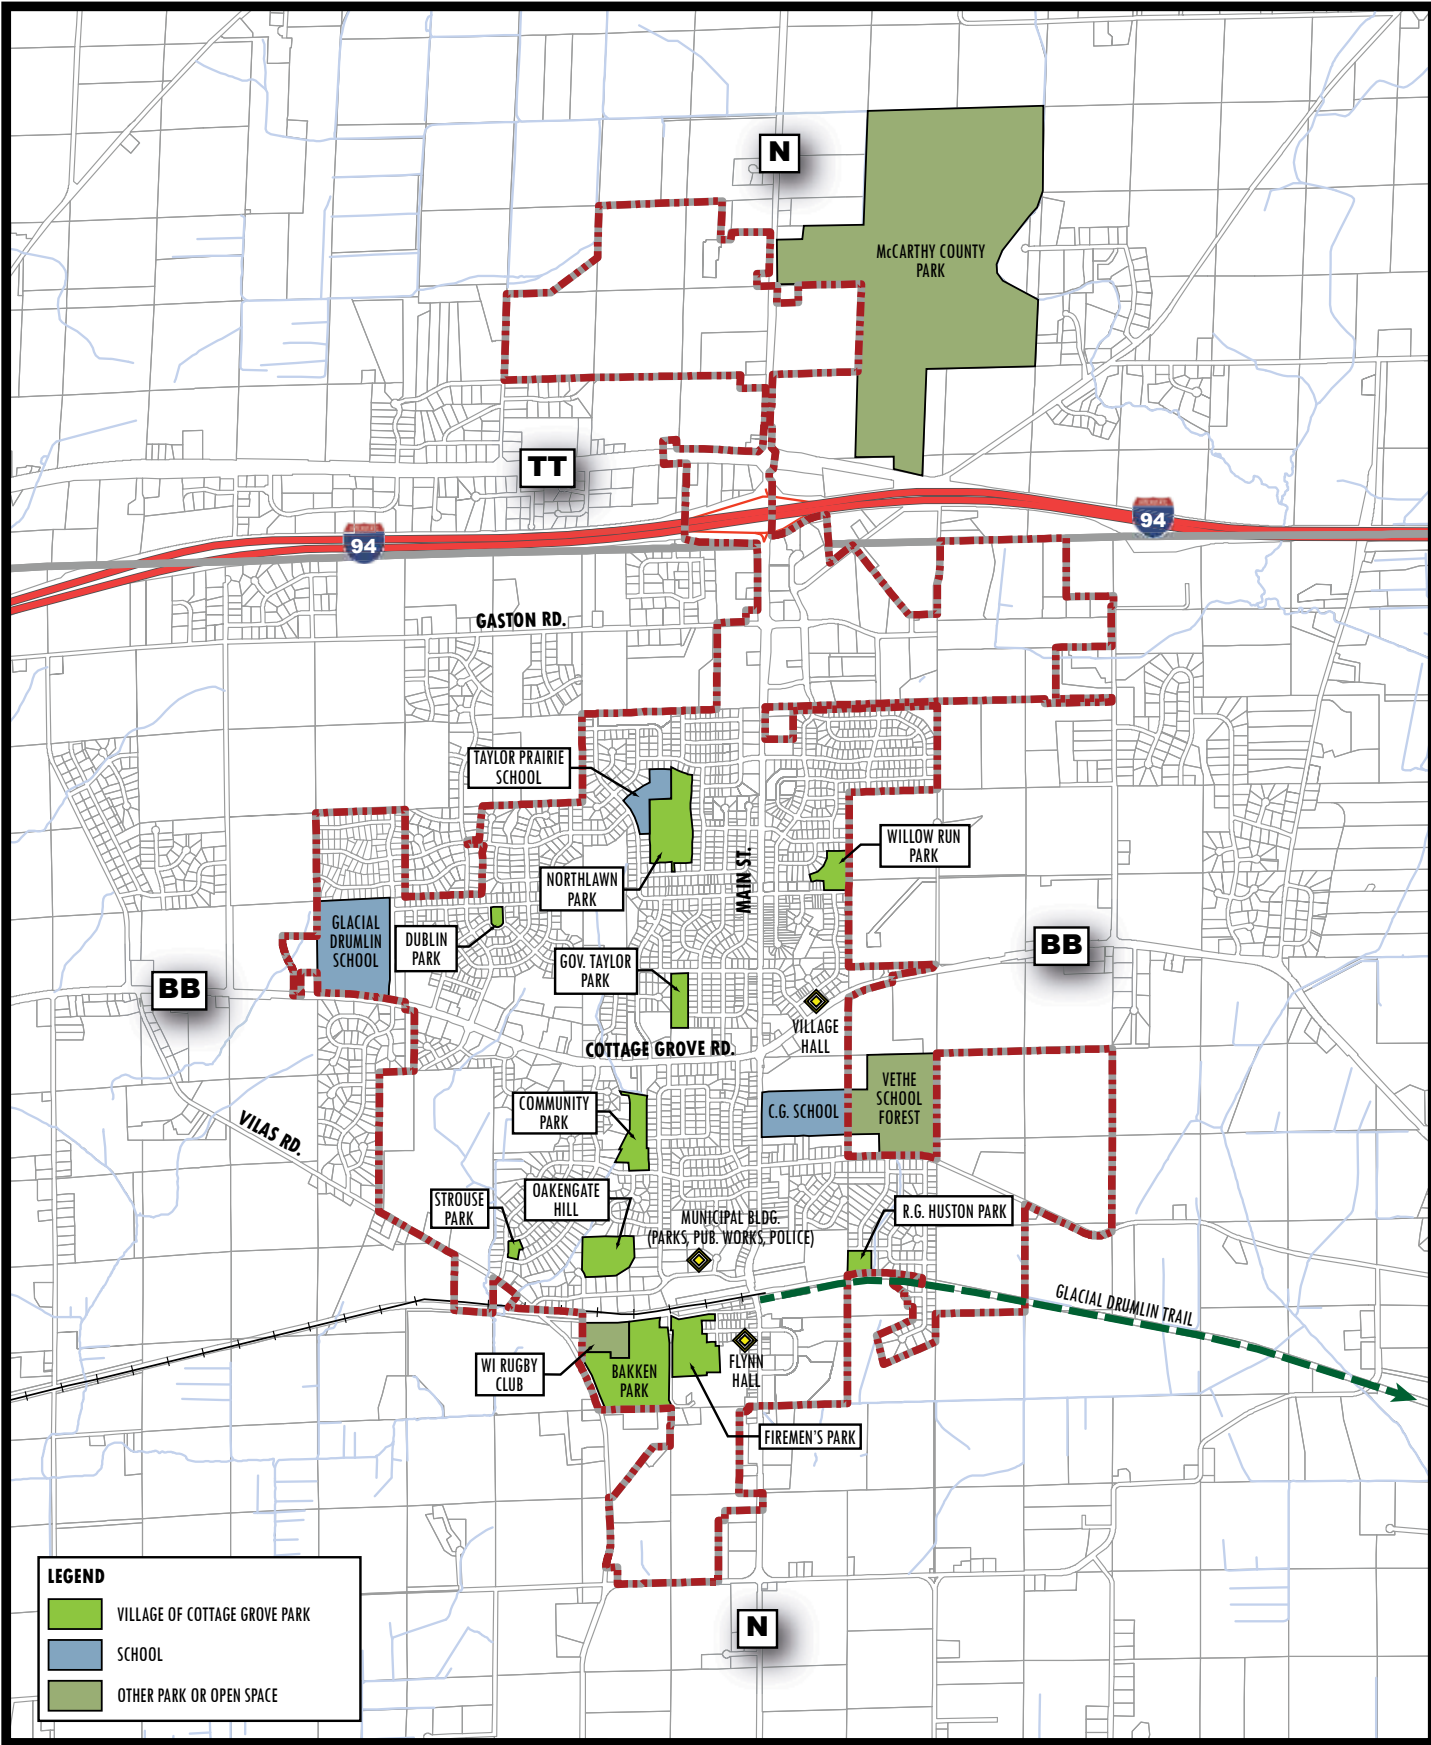 N
McCARTHY COUNTY
PARK
TT
94
94
GASTON RD.
TAYLOR PRAIRIE
SCHOOL
WILLOW RUN
PARK
MAIN ST.
NORTHLAWN
PARK
GLACIAL
DRUMLIN
SCHOOL
DUBLIN
PARK
GOV. TAYLOR
PARK
BB
BB
VILLAGE
HALL
COTTAGE GROVE RD.
VETHE
SCHOOL
FOREST
COMMUNITY
PARK
C.G. SCHOOL
VILAS RD.
STROUSE
PARK
OAKENGATE
HILL
MUNICIPAL BLDG.
(PARKS, PUB. WORKS, POLICE)
R.G. HUSTON PARK
GLACIAL DRUMLIN TRAIL
WI RUGBY
CLUB
BAKKEN
PARK
FLYNN
HALL
FIREMEN'S PARK
LEGEND
VILLAGE OF COTTAGE GROVE PARK
SCHOOL
OTHER PARK OR OPEN SPACE
N